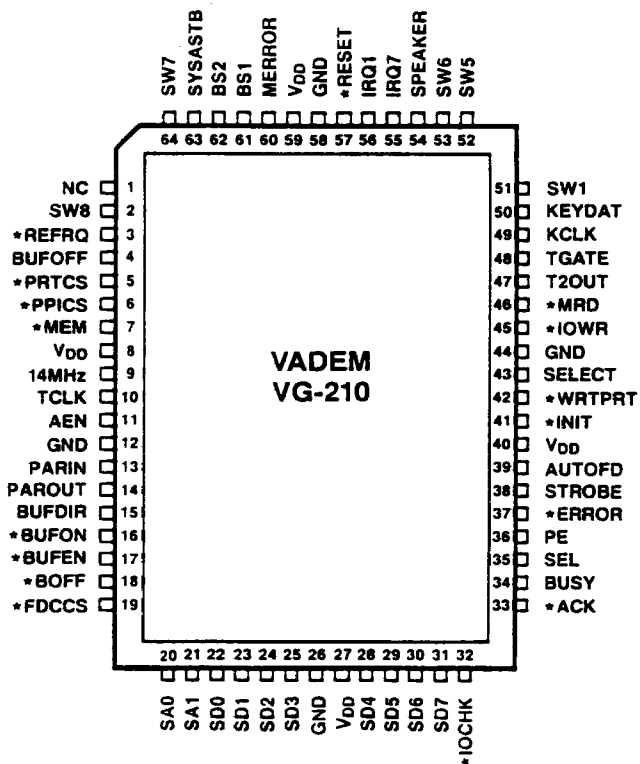 SW7 SYSASTB BS2 BS1 MERROR VDD GND *RESET IRQ1 IRQ7 SPEAKER SW6 SW5
64 63 62 61 60 59 58 57 56 55 54 53 52
NC 1
SW8 2
*REFRQ 3
BUFOFF 4
*PRTCS 5
*PPICS 6
*MEM 7
VDD 8
14MHz 9
TCLK 10
AEN 11
GND 12
PARIN 13
PAROUT 14
BUFDIR 15
*BUFON 16
*BUFEN 17
*BOFF 18
*FDCCS 19
VADEM
VG-210
51 SW1
50 KEYDAT
49 KCLK
48 TGATE
47 T2OUT
46 *MRD
45 *IOWR
44 GND
43 SELECT
42 *WRTPRT
41 *INIT
40 VDD
39 AUTOFD
38 STROBE
37 *ERROR
36 PE
35 SEL
34 BUSY
33 *ACK
20 21 22 23 24 25 26 27 28 29 30 31 32
SA0 SA1 SD0 SD1 SD2 SD3 GND VDD SD4 SD5 SD6 SD7 *IOCHK